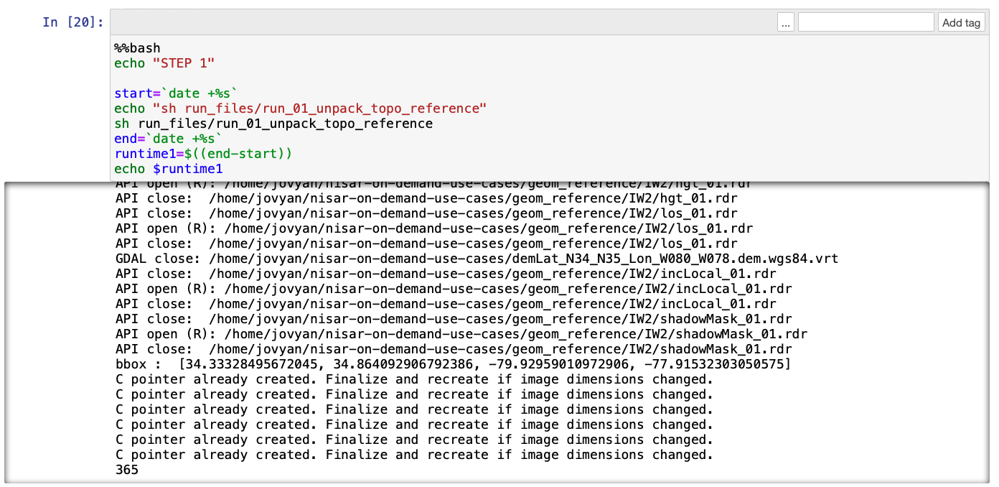 In [20]:
... Add tag
%%bash
echo "STEP 1"
start=`date +%s`
echo "sh run_files/run_01_unpack_topo_reference"
sh run_files/run_01_unpack_topo_reference
end=`date +%s`
runtime1=$((end-start))
echo $runtime1
API open (R): /home/jovyan/nisar-on-demand-use-cases/geom_reference/IW2/hgt_01.rdr
API close:  /home/jovyan/nisar-on-demand-use-cases/geom_reference/IW2/hgt_01.rdr
API close:  /home/jovyan/nisar-on-demand-use-cases/geom_reference/IW2/los_01.rdr
API open (R): /home/jovyan/nisar-on-demand-use-cases/geom_reference/IW2/los_01.rdr
API close:  /home/jovyan/nisar-on-demand-use-cases/geom_reference/IW2/los_01.rdr
GDAL close: /home/jovyan/nisar-on-demand-use-cases/demLat_N34_N35_Lon_W080_W078.dem.wgs84.vrt
API close:  /home/jovyan/nisar-on-demand-use-cases/geom_reference/IW2/incLocal_01.rdr
API open (R): /home/jovyan/nisar-on-demand-use-cases/geom_reference/IW2/incLocal_01.rdr
API close:  /home/jovyan/nisar-on-demand-use-cases/geom_reference/IW2/incLocal_01.rdr
API close:  /home/jovyan/nisar-on-demand-use-cases/geom_reference/IW2/shadowMask_01.rdr
API open (R): /home/jovyan/nisar-on-demand-use-cases/geom_reference/IW2/shadowMask_01.rdr
API close:  /home/jovyan/nisar-on-demand-use-cases/geom_reference/IW2/shadowMask_01.rdr
bbox :  [34.33328495672045, 34.864092906792386, -79.92959010972906, -77.91532303050575]
C pointer already created. Finalize and recreate if image dimensions changed.
C pointer already created. Finalize and recreate if image dimensions changed.
C pointer already created. Finalize and recreate if image dimensions changed.
C pointer already created. Finalize and recreate if image dimensions changed.
C pointer already created. Finalize and recreate if image dimensions changed.
C pointer already created. Finalize and recreate if image dimensions changed.
365